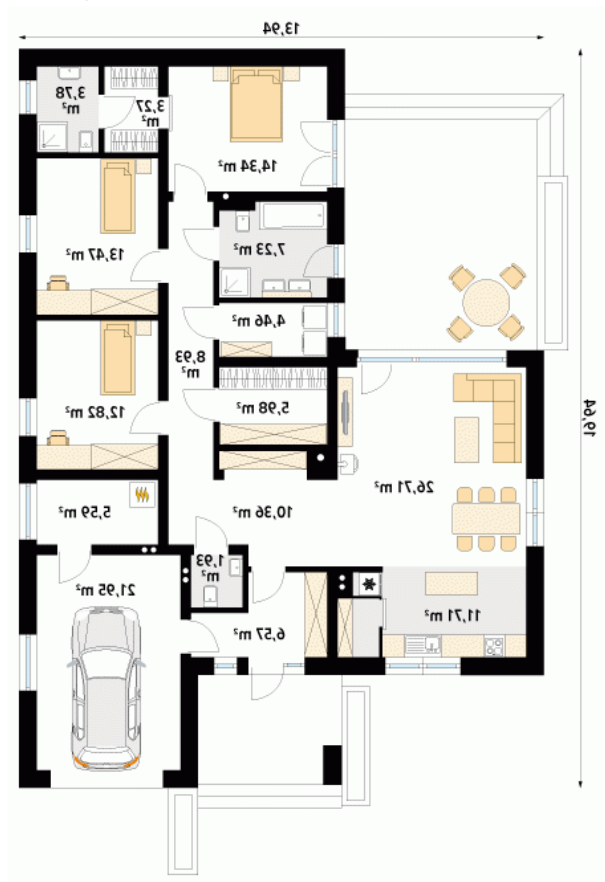 13,94
3,78
m²
3,27
m²
14,34 m²
13,47 m²
7,23 m²
4,46 m²
8,93
m²
19,64
12,82 m²
5,98 m²
26,71 m²
5,59 m²
10,36 m²
1,93
m²
21,95 m²
11,71 m²
6,57 m²